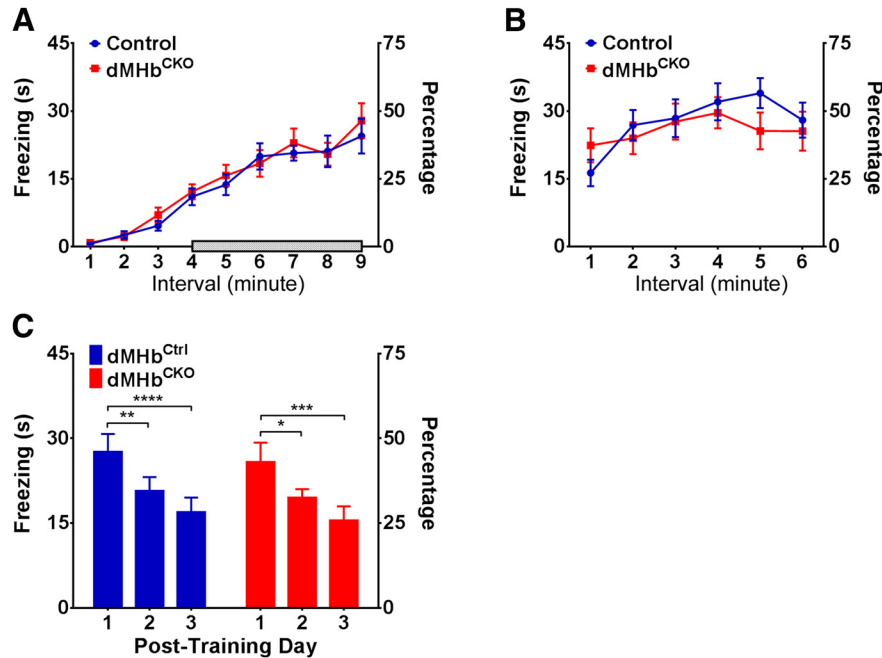 A
Control
dMHb^CKO
45
30
15
0
Freezing (s)
75
50
25
0
Percentage
1 2 3 4 5 6 7 8 9
Interval (minute)
B
Control
dMHb^CKO
45
30
15
0
Freezing (s)
75
50
25
0
Percentage
1 2 3 4 5 6
Interval (minute)
C
dMHb^Ctrl
dMHb^CKO
45
30
15
0
Freezing (s)
75
50
25
0
Percentage
****
**
***
*
1 2 3 1 2 3
Post-Training Day